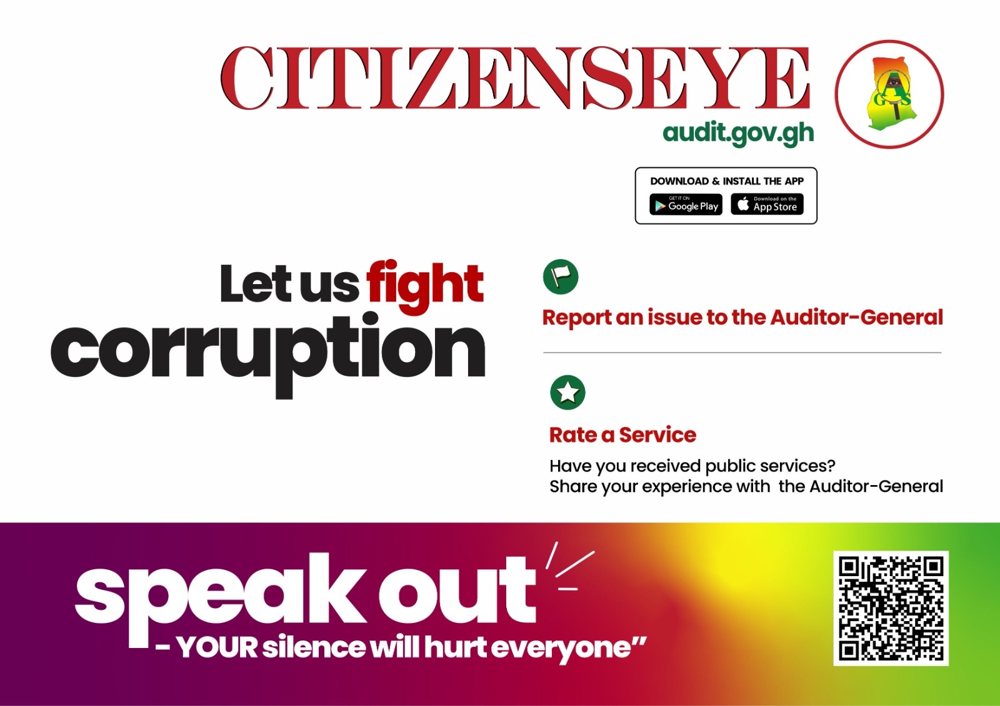 CITIZENSEYE
audit.gov.gh
GAS
DOWNLOAD & INSTALL THE APP
GET IT ON
Google Play
Download on the
App Store
Let us fight
corruption
Report an issue to the Auditor-General
Rate a Service
Have you received public services?
Share your experience with the Auditor-General
speak out
- YOUR silence will hurt everyone”